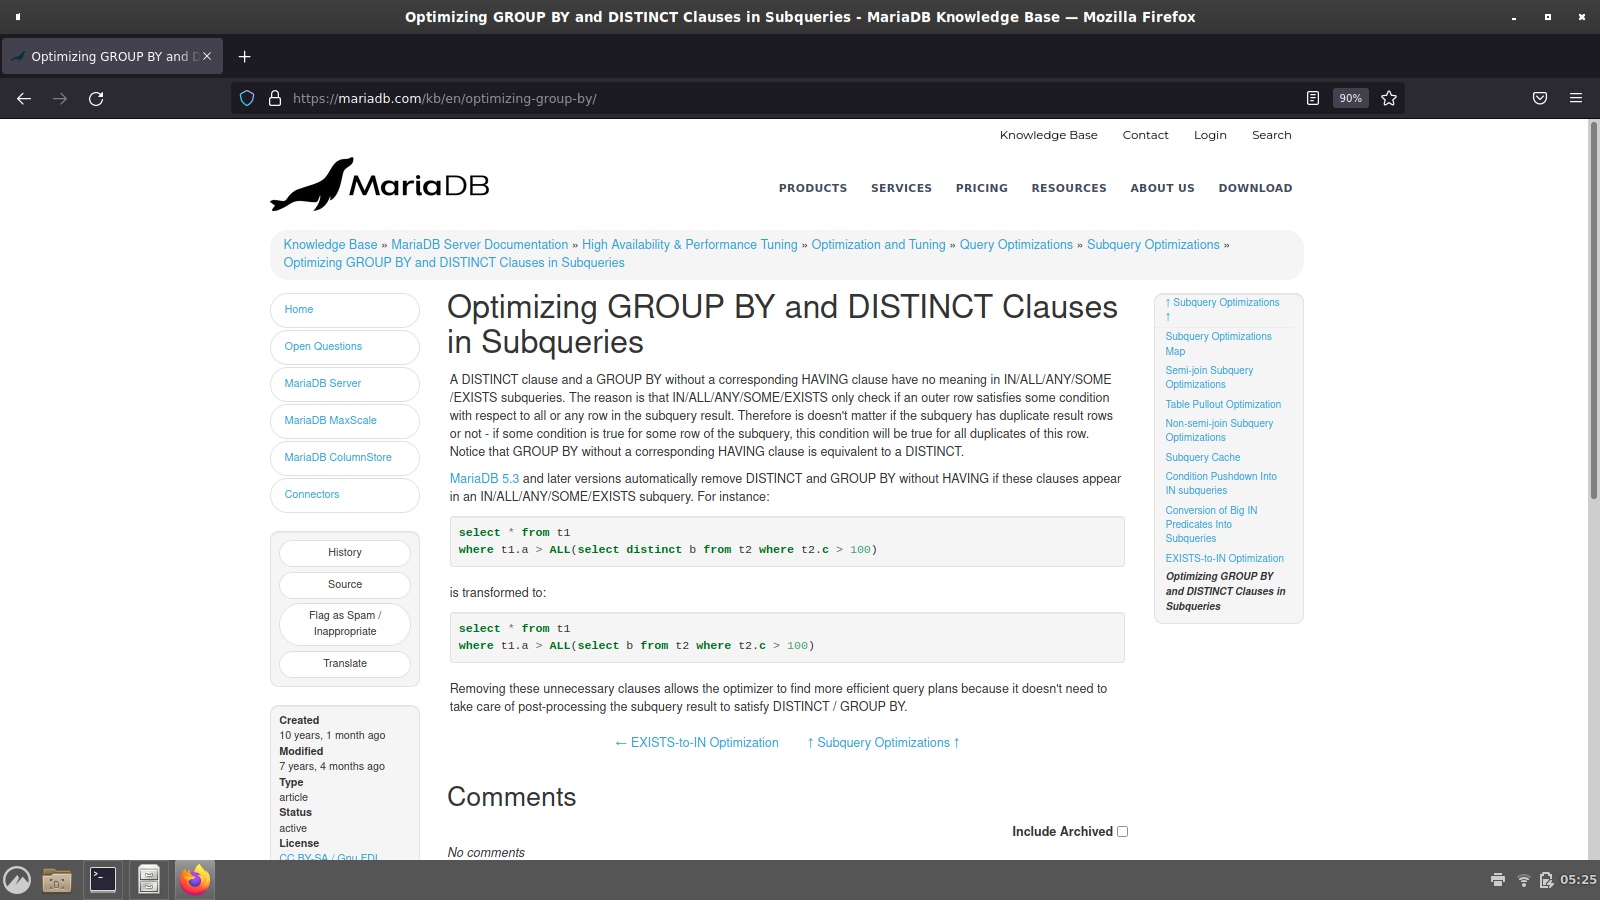 Optimizing GROUP BY and DISTINCT Clauses in Subqueries - MariaDB Knowledge Base — Mozilla Firefox
Optimizing GROUP BY and D
https://mariadb.com/kb/en/optimizing-group-by/
90%
Knowledge Base Contact Login Search
MariaDB
PRODUCTS SERVICES PRICING RESOURCES ABOUT US DOWNLOAD
Knowledge Base » MariaDB Server Documentation » High Availability & Performance Tuning » Optimization and Tuning » Query Optimizations » Subquery Optimizations »
Optimizing GROUP BY and DISTINCT Clauses in Subqueries
Home
Open Questions
MariaDB Server
MariaDB MaxScale
MariaDB ColumnStore
Connectors
History
Source
Flag as Spam /
Inappropriate
Translate
Created
10 years, 1 month ago
Modified
7 years, 4 months ago
Type
article
Status
active
License
CC BY-SA / Gnu FDL
Optimizing GROUP BY and DISTINCT Clauses
in Subqueries
A DISTINCT clause and a GROUP BY without a corresponding HAVING clause have no meaning in IN/ALL/ANY/SOME
/EXISTS subqueries. The reason is that IN/ALL/ANY/SOME/EXISTS only check if an outer row satisfies some condition
with respect to all or any row in the subquery result. Therefore is doesn't matter if the subquery has duplicate result rows
or not - if some condition is true for some row of the subquery, this condition will be true for all duplicates of this row.
Notice that GROUP BY without a corresponding HAVING clause is equivalent to a DISTINCT.
MariaDB 5.3 and later versions automatically remove DISTINCT and GROUP BY without HAVING if these clauses appear
in an IN/ALL/ANY/SOME/EXISTS subquery. For instance:
select * from t1
where t1.a > ALL(select distinct b from t2 where t2.c > 100)
is transformed to:
select * from t1
where t1.a > ALL(select b from t2 where t2.c > 100)
Removing these unnecessary clauses allows the optimizer to find more efficient query plans because it doesn't need to
take care of post-processing the subquery result to satisfy DISTINCT / GROUP BY.
← EXISTS-to-IN Optimization ↑ Subquery Optimizations ↑
Comments
Include Archived
No comments
↑ Subquery Optimizations
↑
Subquery Optimizations
Map
Semi-join Subquery
Optimizations
Table Pullout Optimization
Non-semi-join Subquery
Optimizations
Subquery Cache
Condition Pushdown Into
IN subqueries
Conversion of Big IN
Predicates Into
Subqueries
EXISTS-to-IN Optimization
Optimizing GROUP BY
and DISTINCT Clauses in
Subqueries
05:25